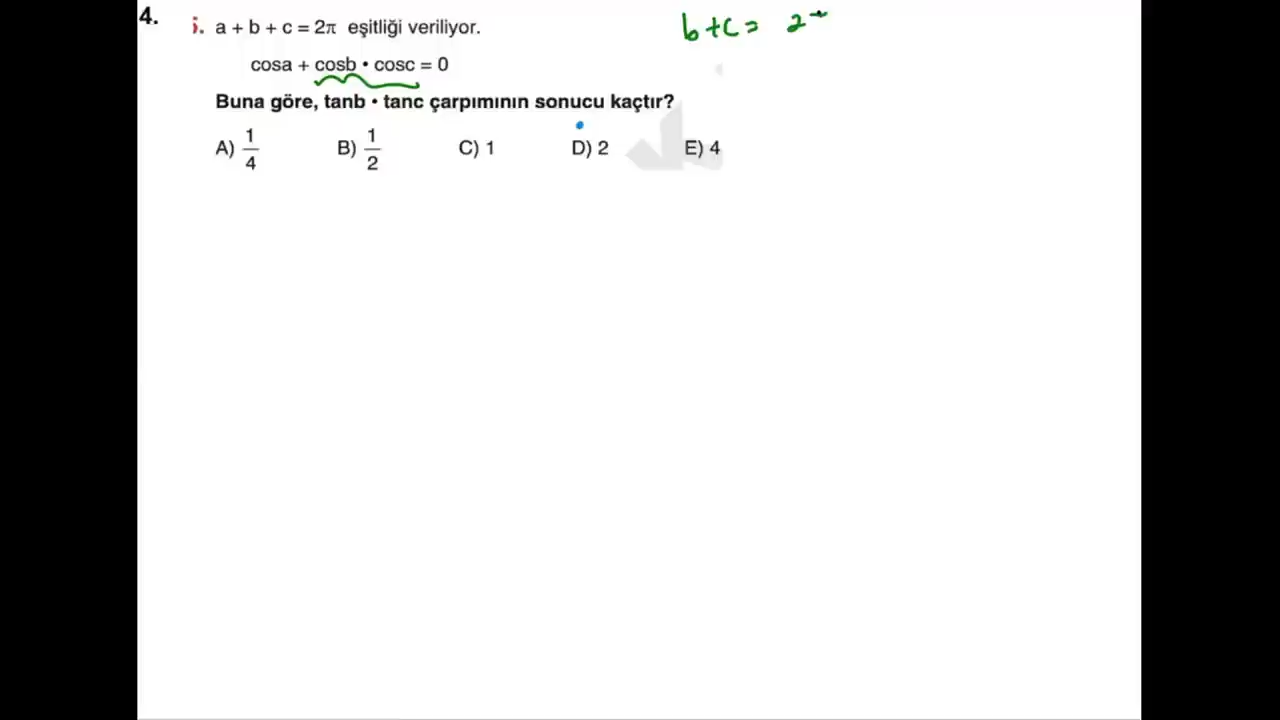 4.
i. a + b + c = 2π eşitliği veriliyor.
b+c = 2π
cosa + cosb • cosc = 0
Buna göre, tanb • tanc çarpımının sonucu kaçtır?
A) 1/4 B) 1/2 C) 1 D) 2 E) 4